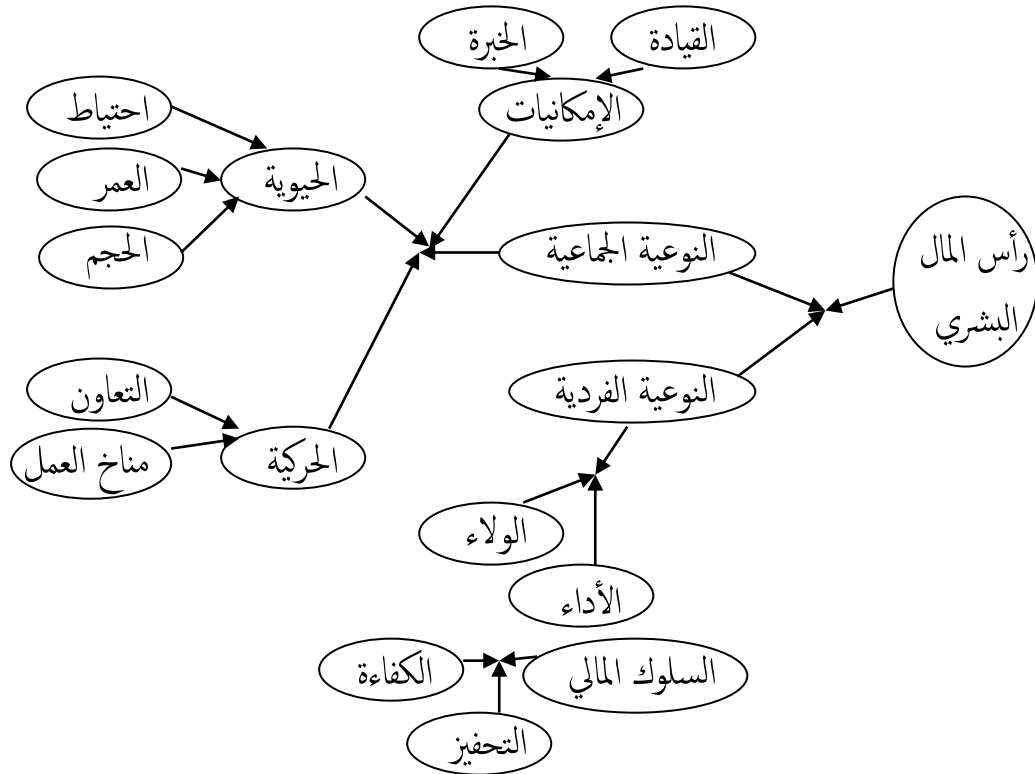 القيادة
الخبرة
الإمكانيات
احتياط
الحيوية
العمر
الحجم
رأس المال
البشري
النوعية الجماعية
النوعية الفردية
التعاون
الحركية
مناخ العمل
الولاء
الأداء
السلوك المالي
الكفاءة
التحفيز